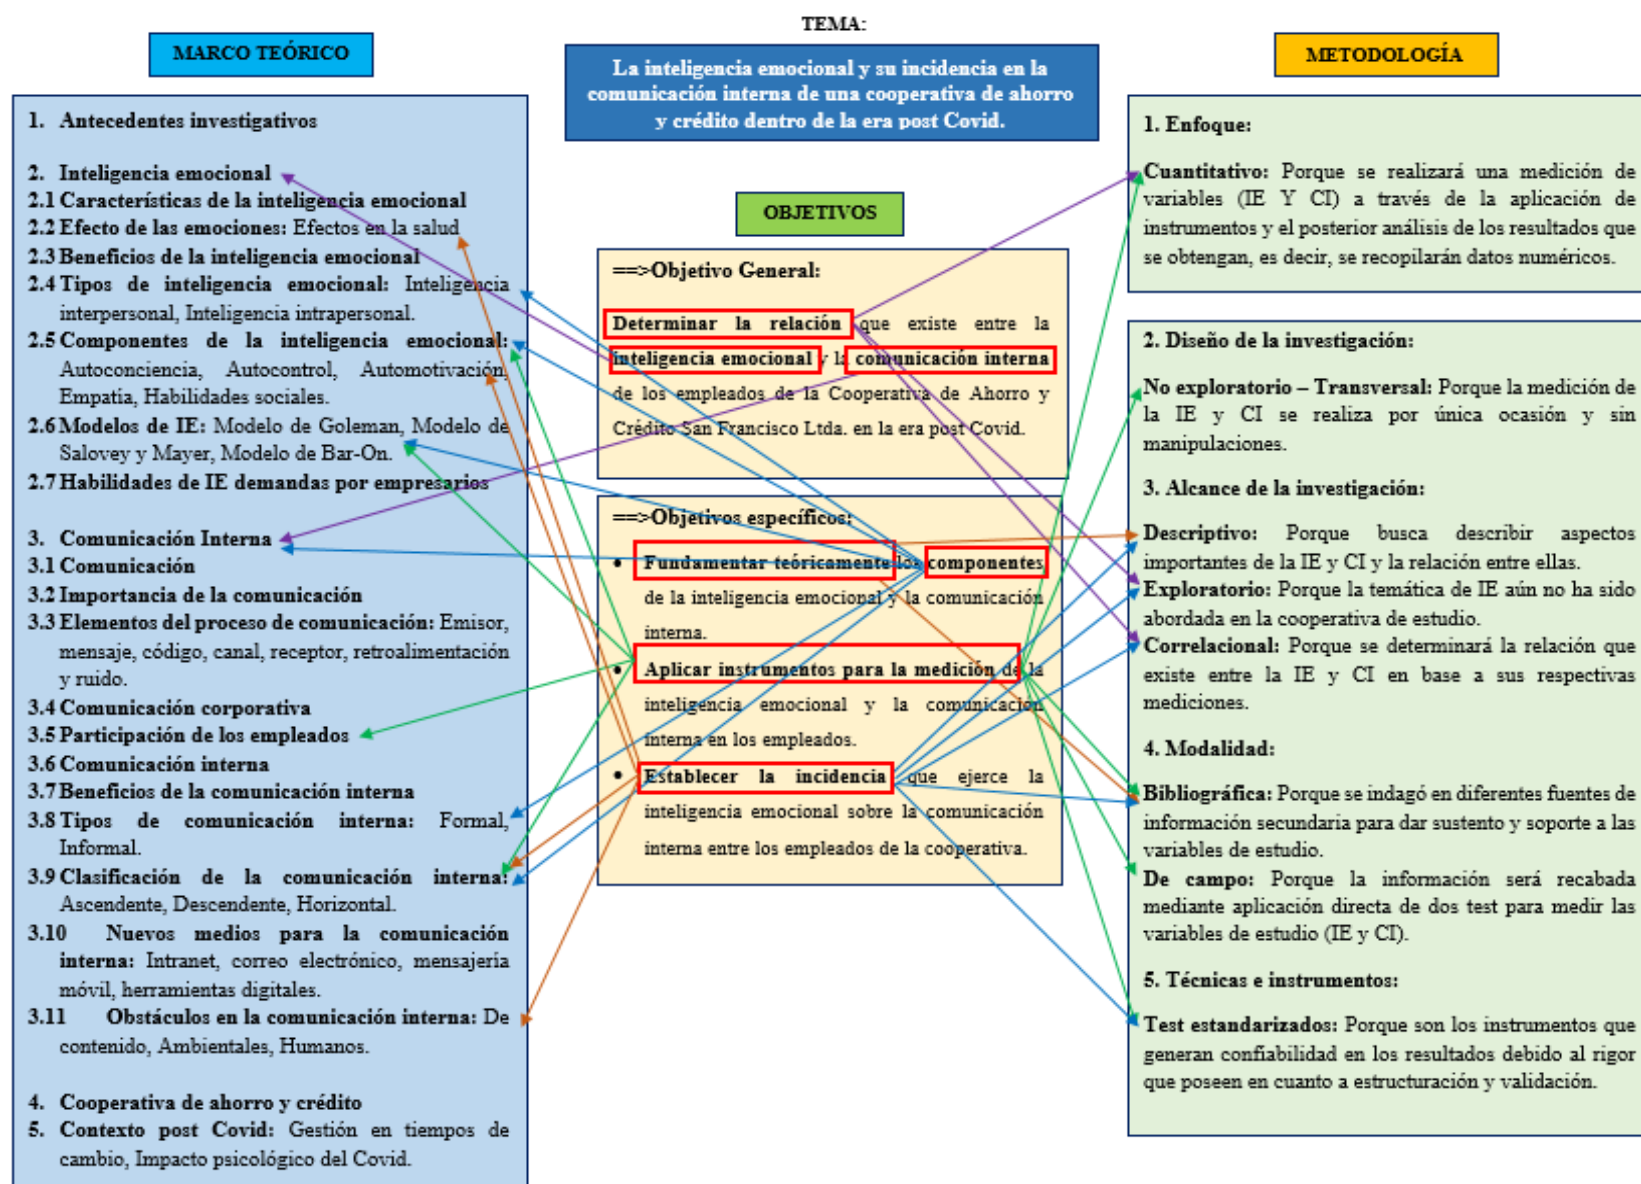 TEMA:
La inteligencia emocional y su incidencia en la
comunicación interna de una cooperativa de ahorro
y crédito dentro de la era post Covid.
MARCO TEÓRICO
1. Antecedentes investigativos
2. Inteligencia emocional
2.1 Características de la inteligencia emocional
2.2 Efecto de las emociones: Efectos en la salud
2.3 Beneficios de la inteligencia emocional
2.4 Tipos de inteligencia emocional: Inteligencia
interpersonal, Inteligencia intrapersonal.
2.5 Componentes de la inteligencia emocional:
Autoconciencia, Autocontrol, Automotivación,
Empatía, Habilidades sociales.
2.6 Modelos de IE: Modelo de Goleman, Modelo de
Salovey y Mayer, Modelo de Bar-On.
2.7 Habilidades de IE demandas por empresarios
3. Comunicación Interna
3.1 Comunicación
3.2 Importancia de la comunicación
3.3 Elementos del proceso de comunicación: Emisor,
mensaje, código, canal, receptor, retroalimentación
y ruido.
3.4 Comunicación corporativa
3.5 Participación de los empleados
3.6 Comunicación interna
3.7 Beneficios de la comunicación interna
3.8 Tipos de comunicación interna: Formal,
Informal.
3.9 Clasificación de la comunicación interna:
Ascendente, Descendente, Horizontal.
3.10 Nuevos medios para la comunicación
interna: Intranet, correo electrónico, mensajería
móvil, herramientas digitales.
3.11 Obstáculos en la comunicación interna: De
contenido, Ambientales, Humanos.
4. Cooperativa de ahorro y crédito
5. Contexto post Covid: Gestión en tiempos de
cambio, Impacto psicológico del Covid.
OBJETIVOS
==>Objetivo General:
Determinar la relación que existe entre la
inteligencia emocional y la comunicación interna
de los empleados de la Cooperativa de Ahorro y
Crédito San Francisco Ltda. en la era post Covid.
==>Objetivos específicos:
• Fundamentar teóricamente los componentes
de la inteligencia emocional y la comunicación
interna.
• Aplicar instrumentos para la medición de la
inteligencia emocional y la comunicación
interna en los empleados.
• Establecer la incidencia que ejerce la
inteligencia emocional sobre la comunicación
interna entre los empleados de la cooperativa.
METODOLOGÍA
1. Enfoque:
Cuantitativo: Porque se realizará una medición de
variables (IE Y CI) a través de la aplicación de
instrumentos y el posterior análisis de los resultados que
se obtengan, es decir, se recopilarán datos numéricos.
2. Diseño de la investigación:
No exploratorio – Transversal: Porque la medición de
la IE y CI se realiza por única ocasión y sin
manipulaciones.
3. Alcance de la investigación:
Descriptivo: Porque busca describir aspectos
importantes de la IE y CI y la relación entre ellas.
Exploratorio: Porque la temática de IE aún no ha sido
abordada en la cooperativa de estudio.
Correlacional: Porque se determinará la relación que
existe entre la IE y CI en base a sus respectivas
mediciones.
4. Modalidad:
Bibliográfica: Porque se indagó en diferentes fuentes de
información secundaria para dar sustento y soporte a las
variables de estudio.
De campo: Porque la información será recabada
mediante aplicación directa de dos test para medir las
variables de estudio (IE y CI).
5. Técnicas e instrumentos:
Test estandarizados: Porque son los instrumentos que
generan confiabilidad en los resultados debido al rigor
que poseen en cuanto a estructuración y validación.